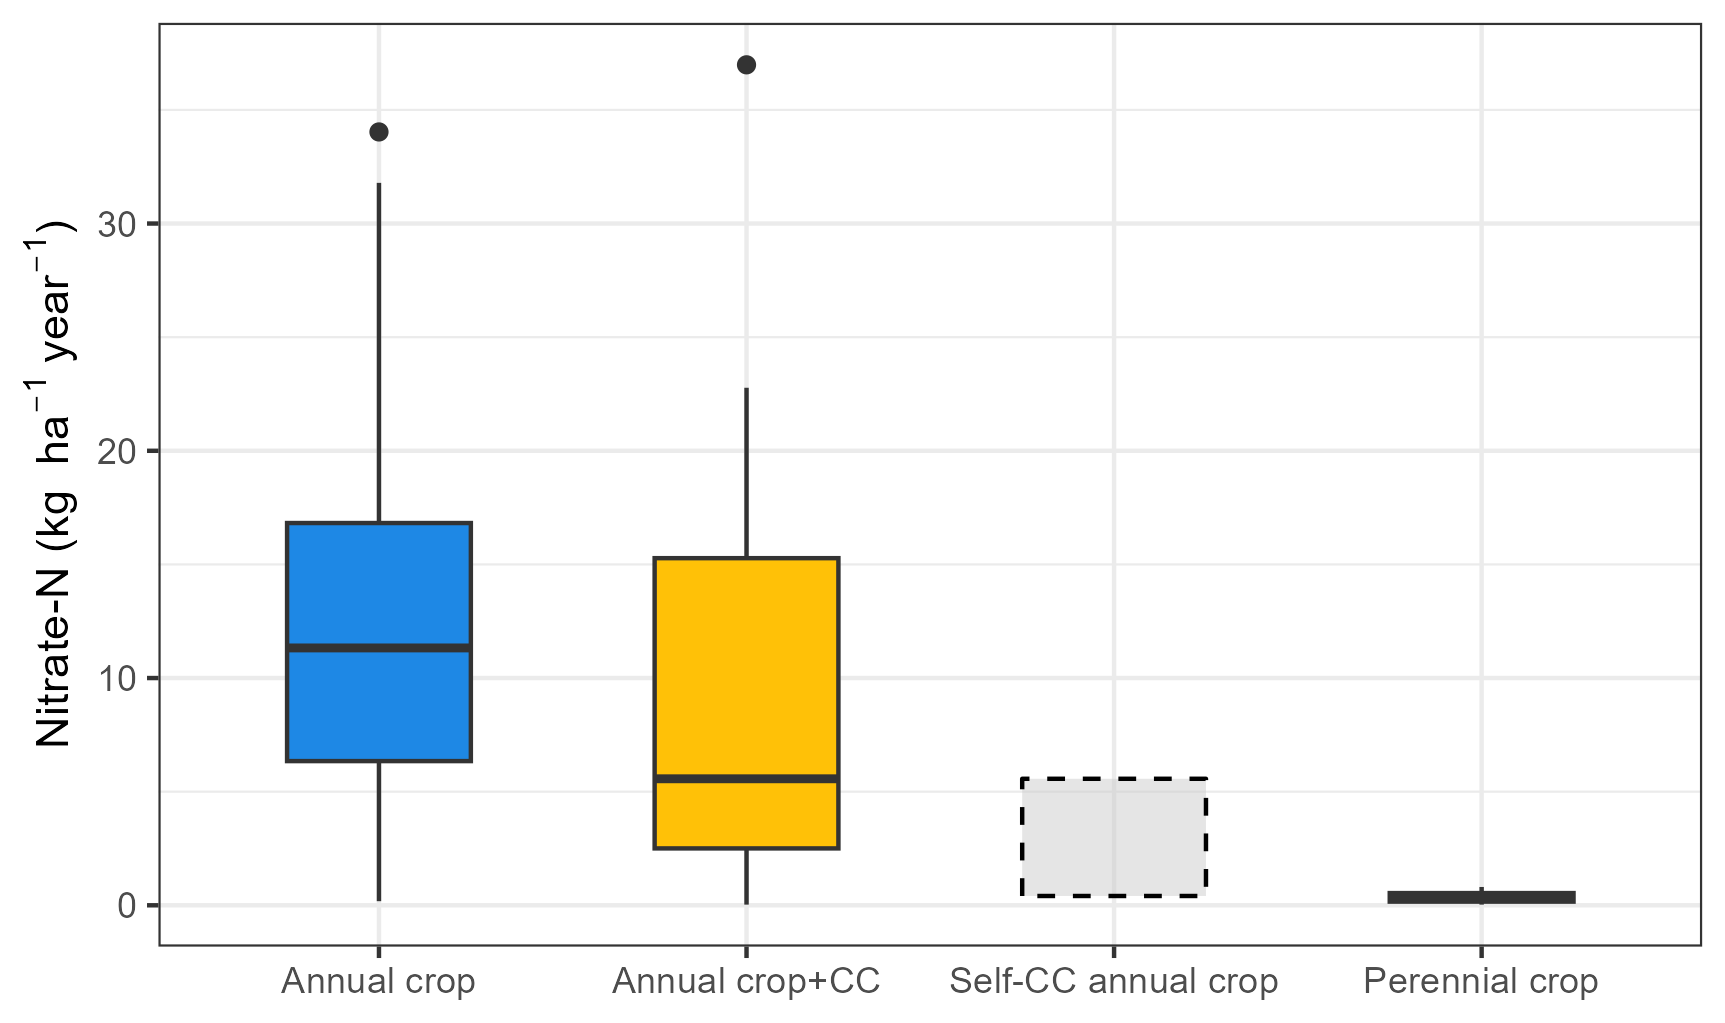 Nitrate-N (kg ha⁻¹ year⁻¹)
30
20
10
0
Annual crop
Annual crop+CC
Self-CC annual crop
Perennial crop